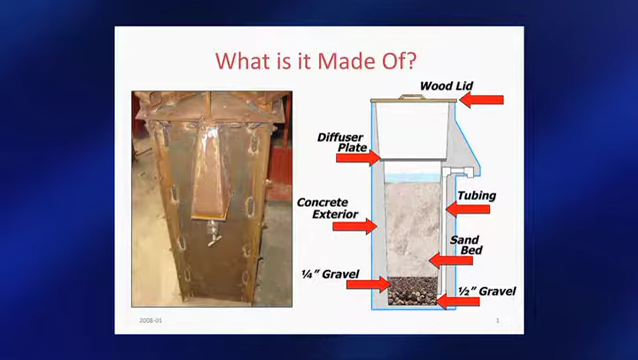 What is it Made Of?
Wood Lid
Diffuser
Plate
Concrete
Exterior
Tubing
Sand
Bed
¼” Gravel
½” Gravel
2008-01
1